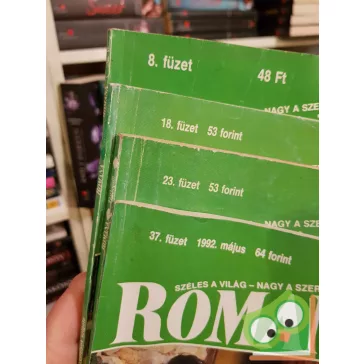 8. füzet 48 Ft
NAGY A SZE
18. füzet 53 forint
23. füzet 53 forint
NAGY A SZER
37. füzet 1992. május 64 forint
SZÉLES A VILÁG – NAGY A SZER
ROM